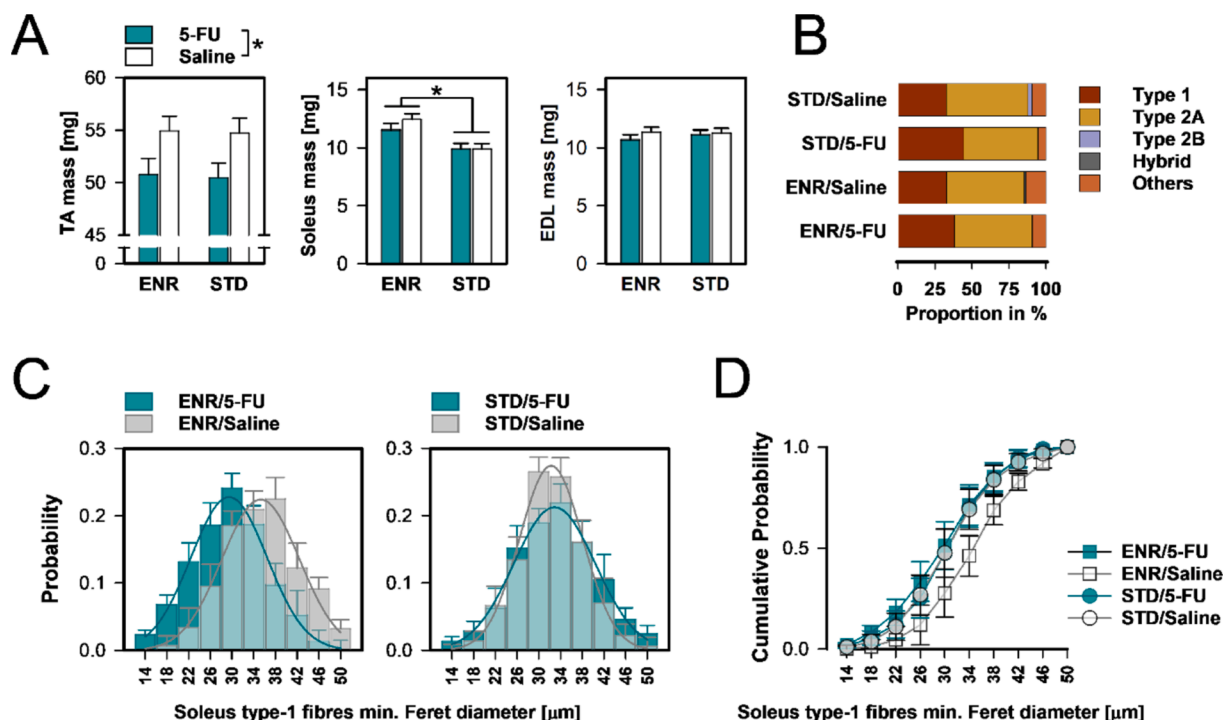 A
5-FU
Saline
*
60
55
50
45
0
TA mass [mg]
ENR STD
15
10
5
0
Soleus mass [mg]
*
ENR STD
15
10
5
0
EDL mass [mg]
ENR STD
B
STD/Saline
STD/5-FU
ENR/Saline
ENR/5-FU
0 25 50 75 100
Proportion in %
Type 1
Type 2A
Type 2B
Hybrid
Others
C
ENR/5-FU
ENR/Saline
0.3
0.2
0.1
0.0
Probability
14 18 22 26 30 34 38 42 46 50
STD/5-FU
STD/Saline
0.3
0.2
0.1
0.0
14 18 22 26 30 34 38 42 46 50
Soleus type-1 fibres min. Feret diameter [µm]
D
1.0
0.5
0.0
Cumulative Probability
14 18 22 26 30 34 38 42 46 50
ENR/5-FU
ENR/Saline
STD/5-FU
STD/Saline
Soleus type-1 fibres min. Feret diameter [µm]